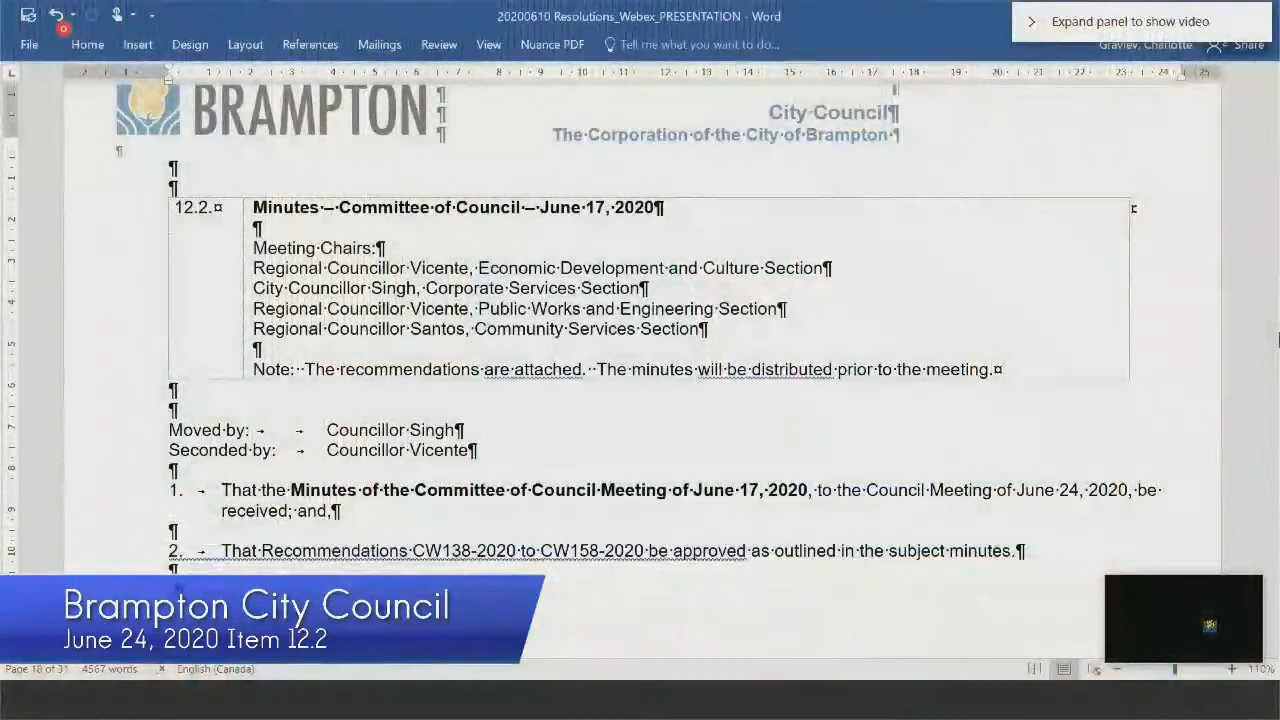 20200610 Resolutions_Webex_PRESENTATION - Word
Expand panel to show video
File Home Insert Design Layout References Mailings Review View Nuance PDF Tell me what you want to do... Share
BRAMPTON
City Council
The Corporation of the City of Brampton
12.2. Minutes – Committee of Council – June 17, 2020
Meeting Chairs:
Regional Councillor Vicente, Economic Development and Culture Section
City Councillor Singh, Corporate Services Section
Regional Councillor Vicente, Public Works and Engineering Section
Regional Councillor Santos, Community Services Section
Note: The recommendations are attached. The minutes will be distributed prior to the meeting.
Moved by: Councillor Singh
Seconded by: Councillor Vicente
1. That the Minutes of the Committee of Council Meeting of June 17, 2020, to the Council Meeting of June 24, 2020, be
received; and,
2. That Recommendations CW138-2020 to CW158-2020 be approved as outlined in the subject minutes.
Brampton City Council
June 24, 2020 Item 12.2
Page 18 of 31 4567 words English (Canada) 110%